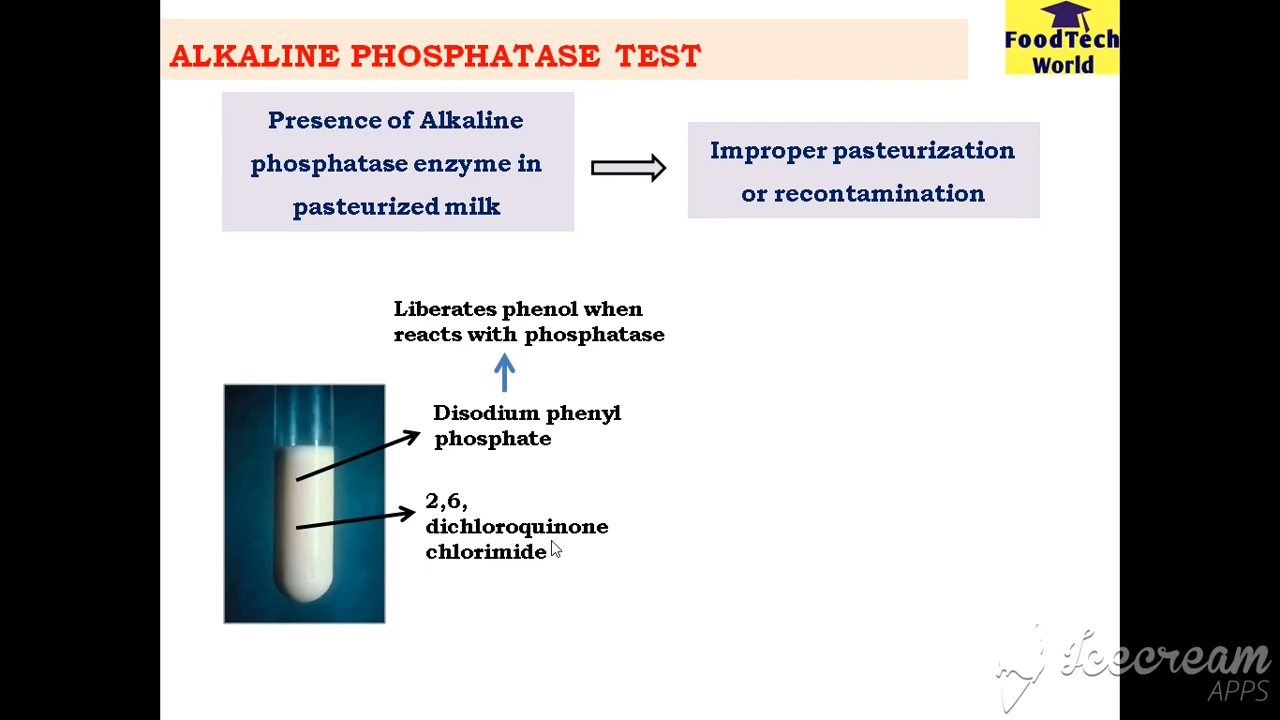 ALKALINE PHOSPHATASE TEST
FoodTech
World
Presence of Alkaline
phosphatase enzyme in
pasteurized milk
Improper pasteurization
or recontamination
Liberates phenol when
reacts with phosphatase
Disodium phenyl
phosphate
2,6,
dichloroquinone
chlorimide
Icecream
APPS